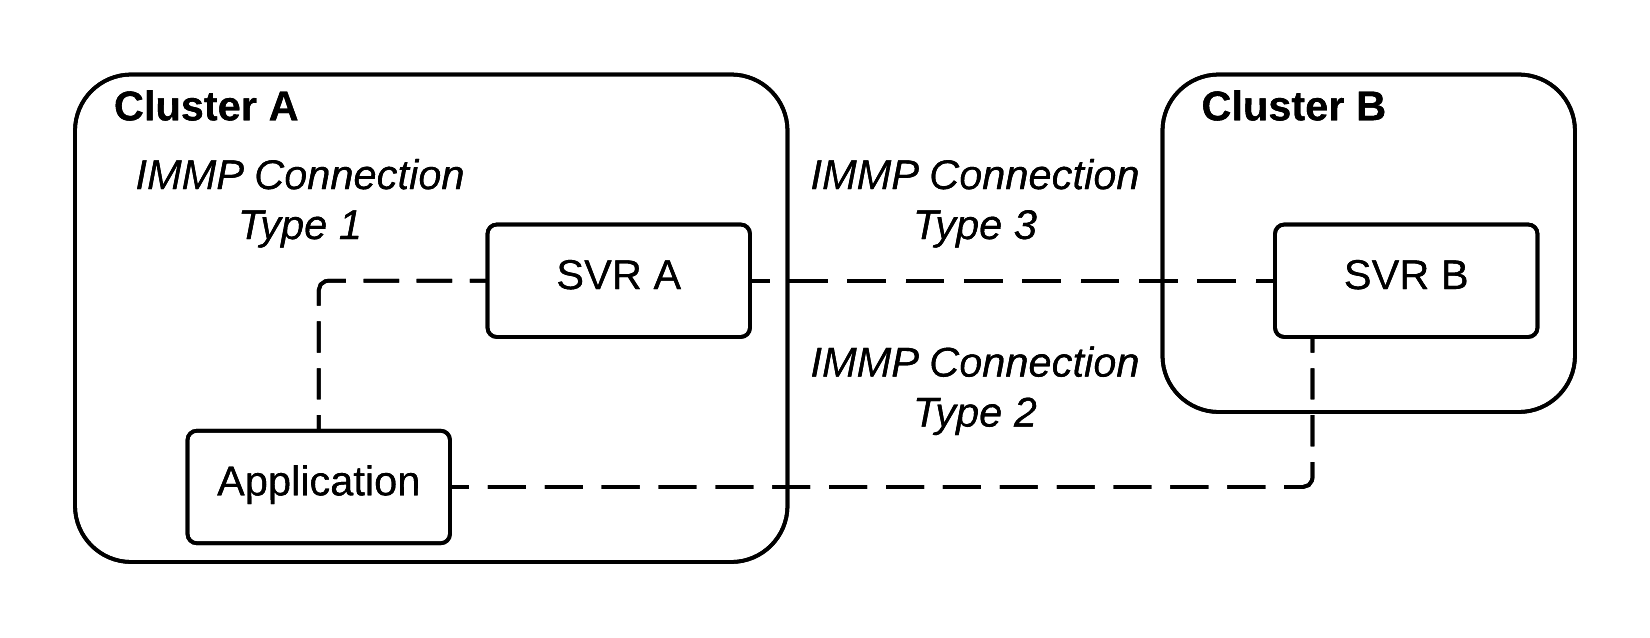 Cluster A
IMMP Connection
Type 1
SVR A
Application
IMMP Connection
Type 3
IMMP Connection
Type 2
Cluster B
SVR B